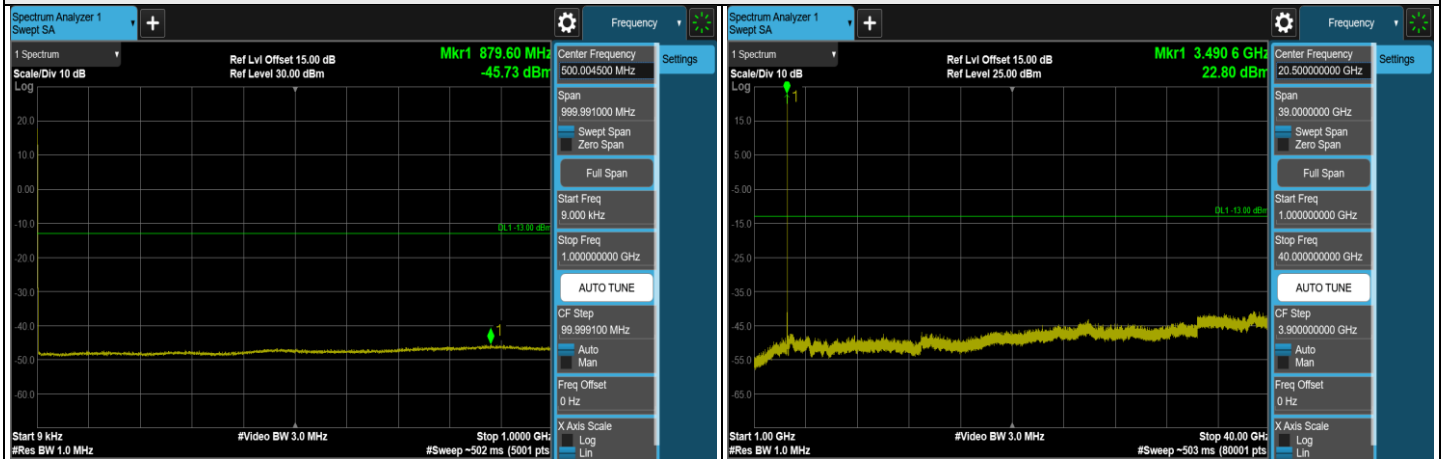 Spectrum Analyzer 1
Swept SA
+
Frequency
1 Spectrum
Scale/Div 10 dB
Log
Ref Lvl Offset 15.00 dB
Ref Level 30.00 dBm
Mkr1 879.60 MHz
-45.73 dBm
20.0
10.0
0.00
-10.0
-20.0
-30.0
-40.0
-50.0
-60.0
DL1 -13.00 dBm
1
Start 9 kHz
#Res BW 1.0 MHz
#Video BW 3.0 MHz
Stop 1.0000 GHz
#Sweep ~502 ms (5001 pts
Center Frequency
500.004500 MHz
Settings
Span
999.991000 MHz
Swept Span
Zero Span
Full Span
Start Freq
9.000 kHz
Stop Freq
1.000000000 GHz
AUTO TUNE
CF Step
99.999100 MHz
Auto
Man
Freq Offset
0 Hz
X Axis Scale
Log
Lin
Spectrum Analyzer 1
Swept SA
+
Frequency
1 Spectrum
Scale/Div 10 dB
Log
Ref Lvl Offset 15.00 dB
Ref Level 25.00 dBm
Mkr1 3.490 6 GHz
22.80 dBm
1
15.0
5.00
-5.00
-15.0
-25.0
-35.0
-45.0
-55.0
-65.0
DL1 -13.00 dBm
Start 1.00 GHz
#Res BW 1.0 MHz
#Video BW 3.0 MHz
Stop 40.00 GHz
#Sweep ~503 ms (80001 pts
Center Frequency
20.500000000 GHz
Settings
Span
39.0000000 GHz
Swept Span
Zero Span
Full Span
Start Freq
1.000000000 GHz
Stop Freq
40.000000000 GHz
AUTO TUNE
CF Step
3.900000000 GHz
Auto
Man
Freq Offset
0 Hz
X Axis Scale
Log
Lin